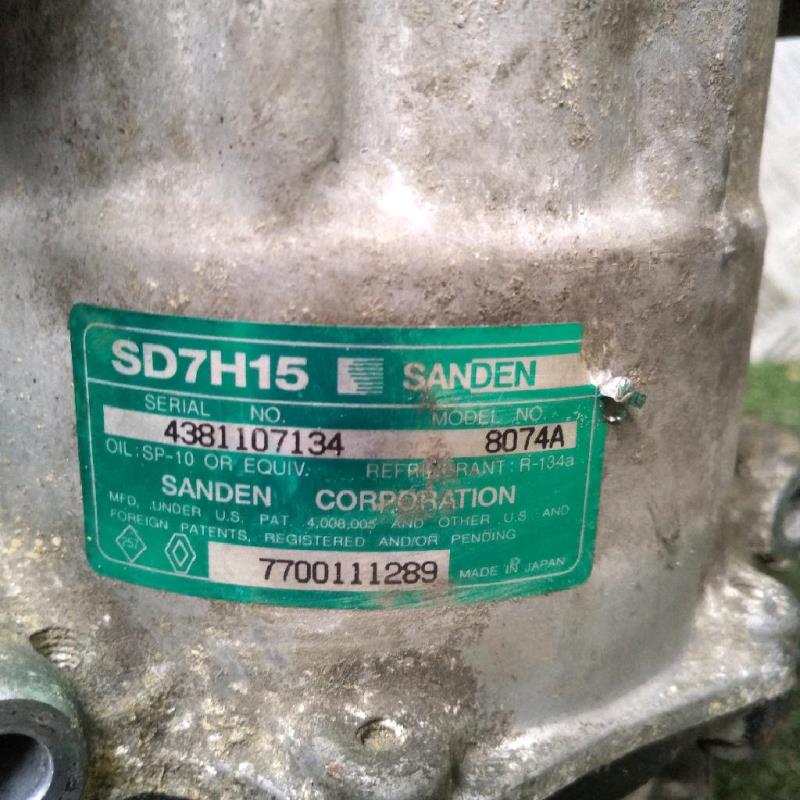 SD7H15 SANDEN
SERIAL NO. MODEL NO.
4381107134 8074A
OIL: SP-10 OR EQUIV. REFRIGERANT: R-134a
SANDEN CORPORATION
MFD. UNDER U.S. PAT. 4,008,005 AND OTHER U.S. AND
FOREIGN PATENTS, REGISTERED AND/OR PENDING
257 7700111289 MADE IN JAPAN